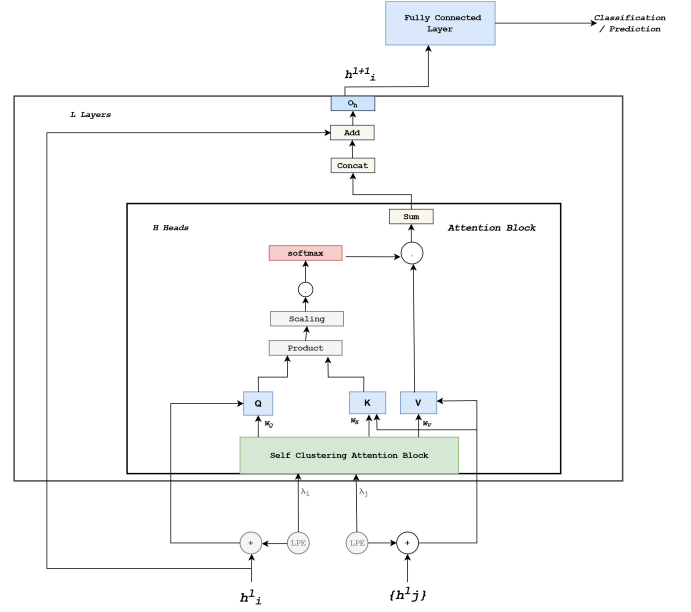 Fully Connected
Layer
Classification
/ Prediction
h^{l+1}_i
L Layers
O_h
Add
Concat
H Heads
Sum
Attention Block
softmax
.
.
Scaling
Product
Q
K
V
W_Q
W_K
W_V
Self Clustering Attention Block
λ_i
λ_j
+
LPE
LPE
+
h^l_i
{h^l_j}